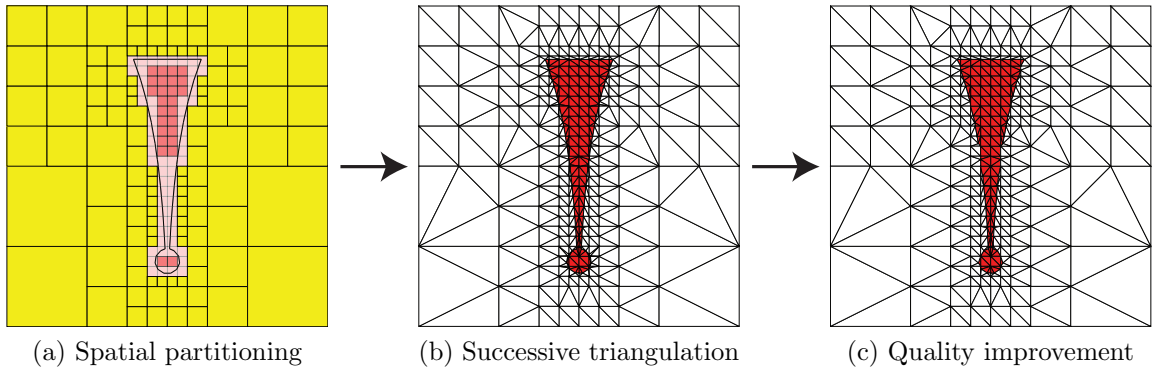 (a) Spatial partitioning
(b) Successive triangulation
(c) Quality improvement